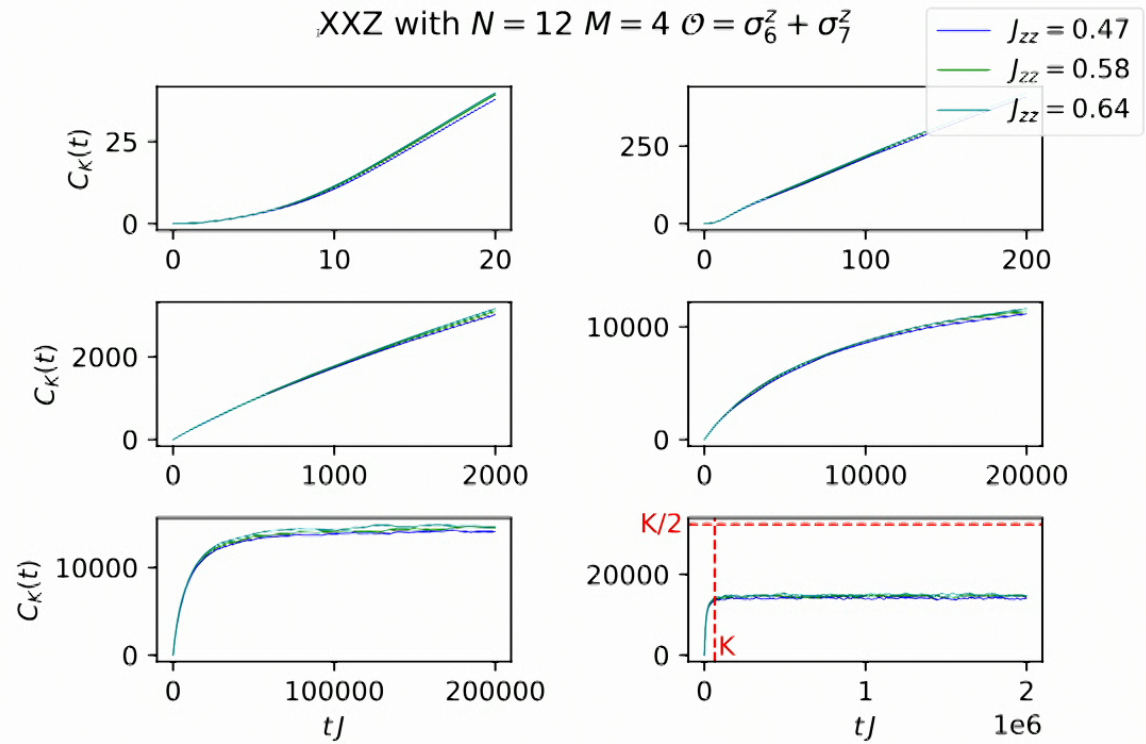 XXZ with N = 12 M = 4 𝒪 = σ₆ᶻ + σ₇ᶻ
J_zz = 0.47
J_zz = 0.58
J_zz = 0.64
C_K(t)
25
0
0 10 20
250
0
0 100 200
C_K(t)
2000
0
0 1000 2000
10000
0
0 10000 20000
C_K(t)
10000
0
0 100000 200000
tJ
K/2
20000
K
0
0 1 2
tJ
1e6